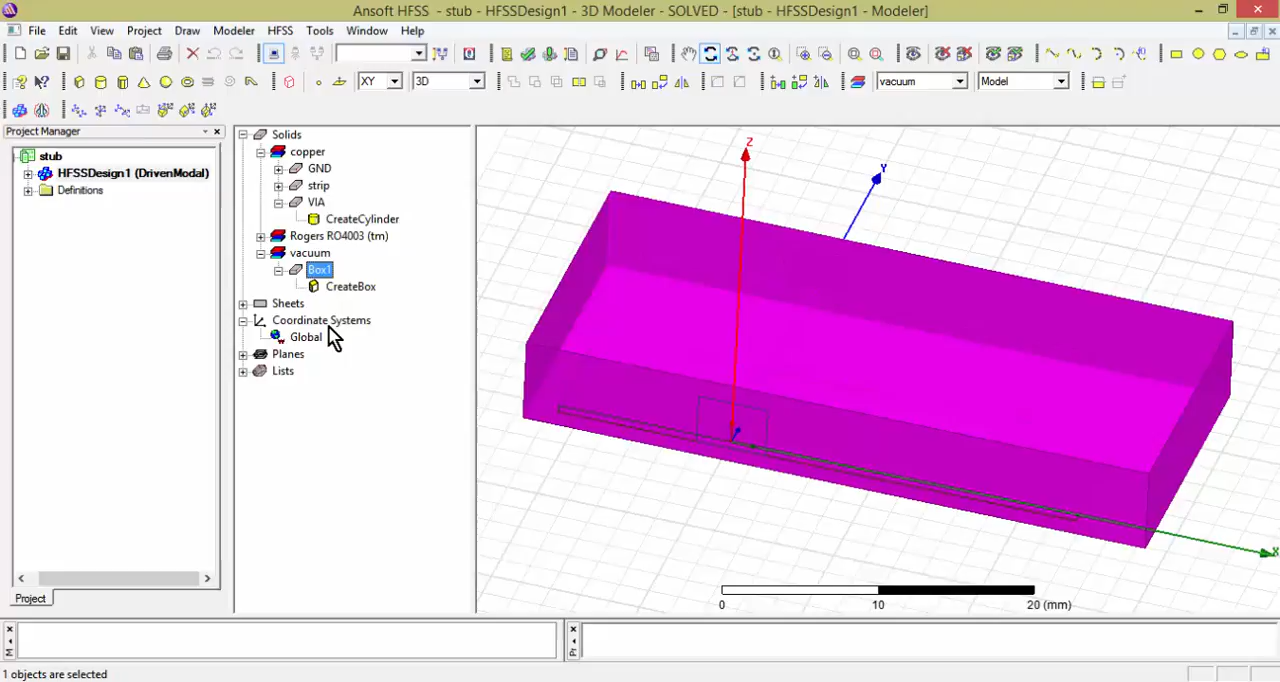 Ansoft HFSS - stub - HFSSDesign1 - 3D Modeler - SOLVED - [stub - HFSSDesign1 - Modeler]
File Edit View Project Draw Modeler HFSS Tools Window Help
XY 3D vacuum Model
Project Manager
stub
HFSSDesign1 (DrivenModal)
Definitions
Project
Solids
copper
GND
strip
VIA
CreateCylinder
Rogers RO4003 (tm)
vacuum
Box1
CreateBox
Sheets
Coordinate Systems
Global
Planes
Lists
Z
Y
X
0 10 20 (mm)
1 objects are selected